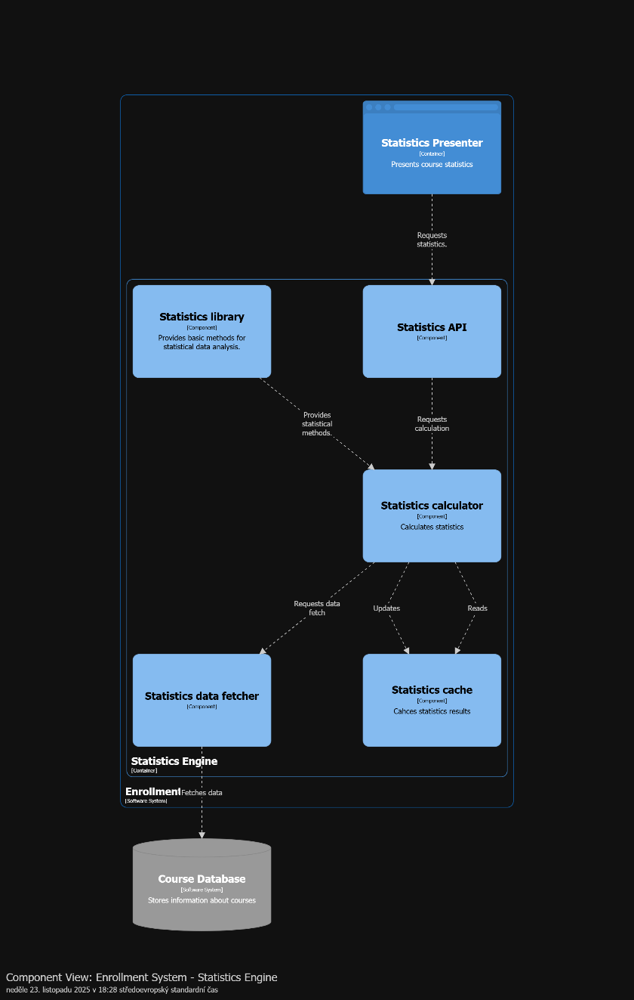 Statistics Presenter
[Container]
Presents course statistics
Requests
statistics.
Statistics library
[Component]
Provides basic methods for
statistical data analysis.
Statistics API
[Component]
Provides
statistical
methods.
Requests
calculation
Statistics calculator
[Component]
Calculates statistics
Requests data
fetch
Updates
Reads
Statistics data fetcher
[Component]
Statistics cache
[Component]
Cahces statistics results
Statistics Engine
[Container]
Enrollment
[Software System]
Fetches data
Course Database
[Software System]
Stores information about courses
Component View: Enrollment System - Statistics Engine
neděle 23. listopadu 2025 v 18:28 středoevropský standardní čas